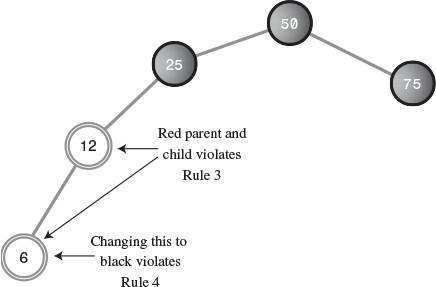 50
25
75
12
Red parent and
child violates
Rule 3
6
Changing this to
black violates
Rule 4